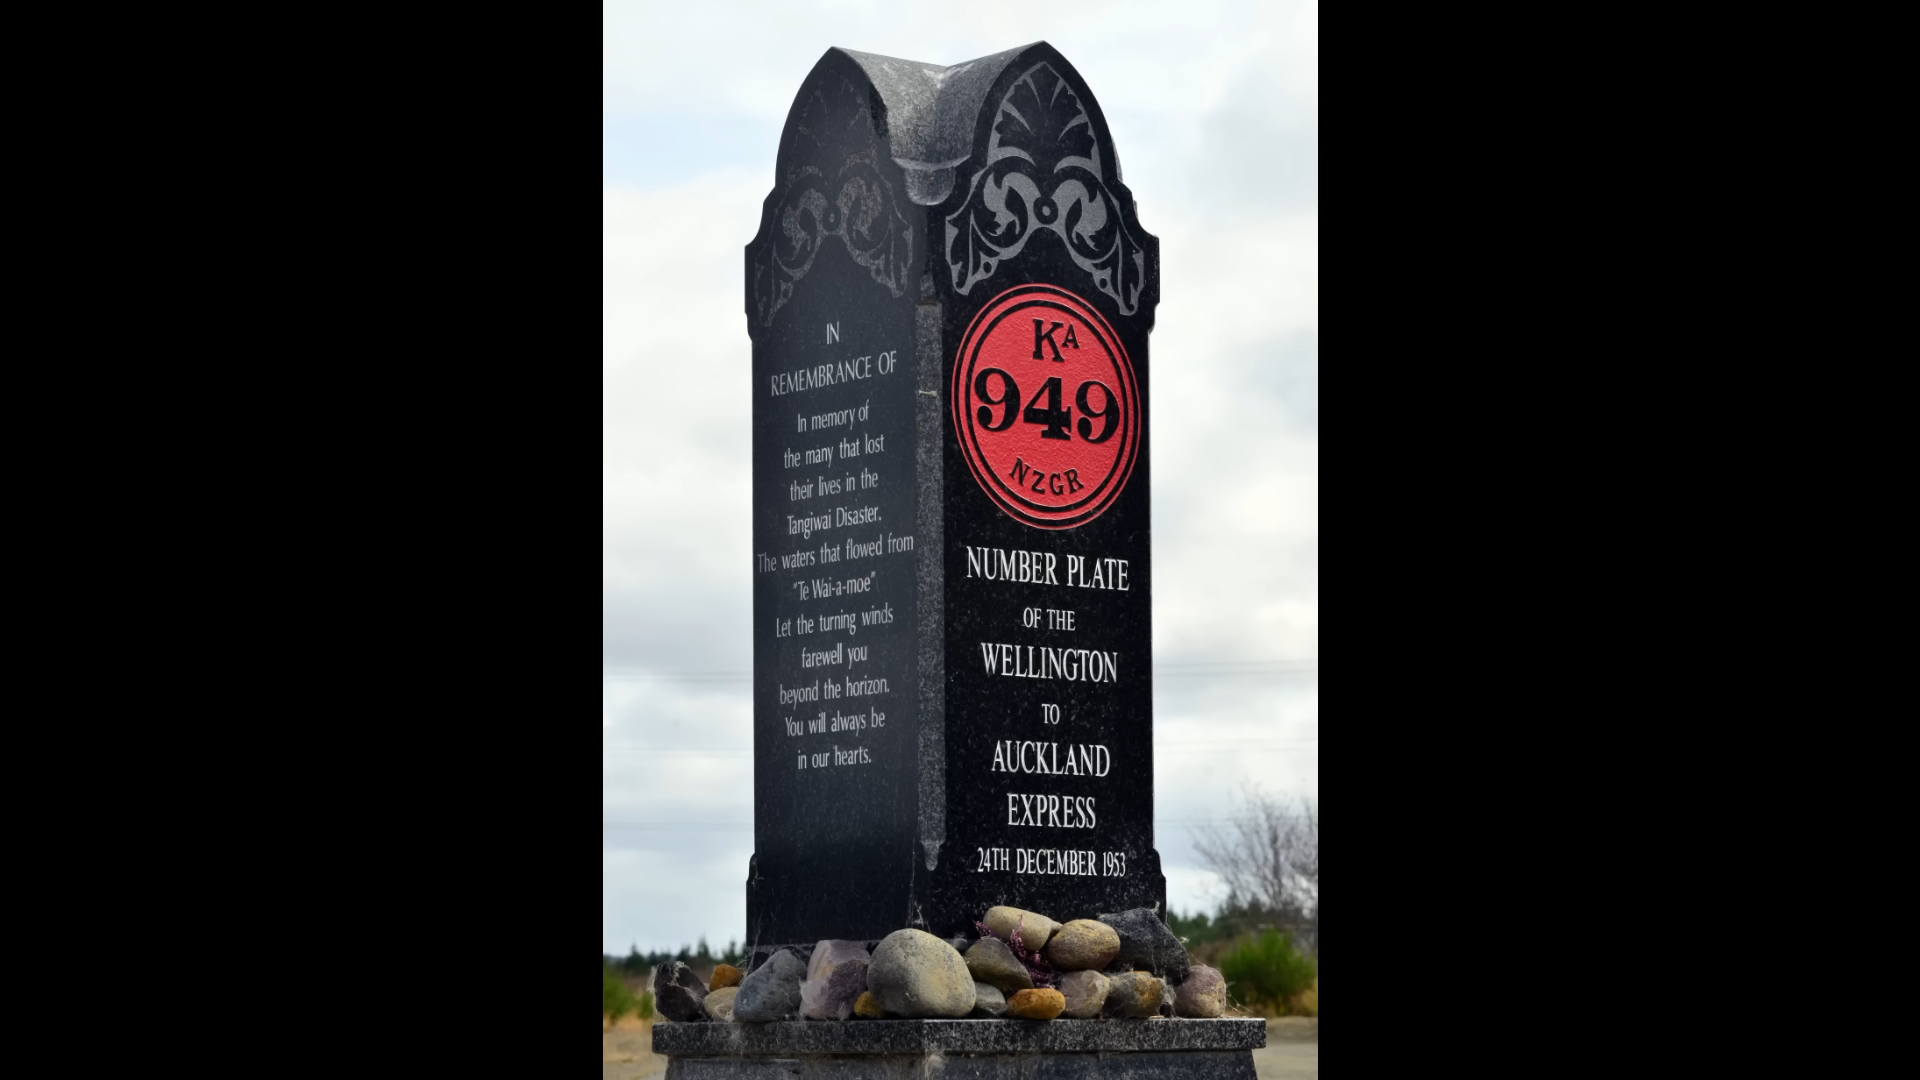 IN
REMEMBRANCE OF
In memory of
the many that lost
their lives in the
Tangiwai Disaster.
The waters that flowed from
"Te Wai-a-moe"
Let the turning winds
farewell you
beyond the horizon.
You will always be
in our hearts.
KA
949
NZGR
NUMBER PLATE
OF THE
WELLINGTON
TO
AUCKLAND
EXPRESS
24TH DECEMBER 1953